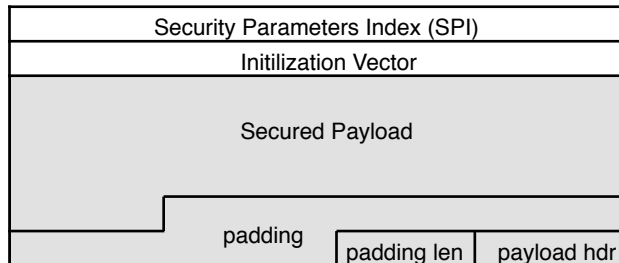 Security Parameters Index (SPI)
Initilization Vector
Secured Payload
padding
padding len
payload hdr